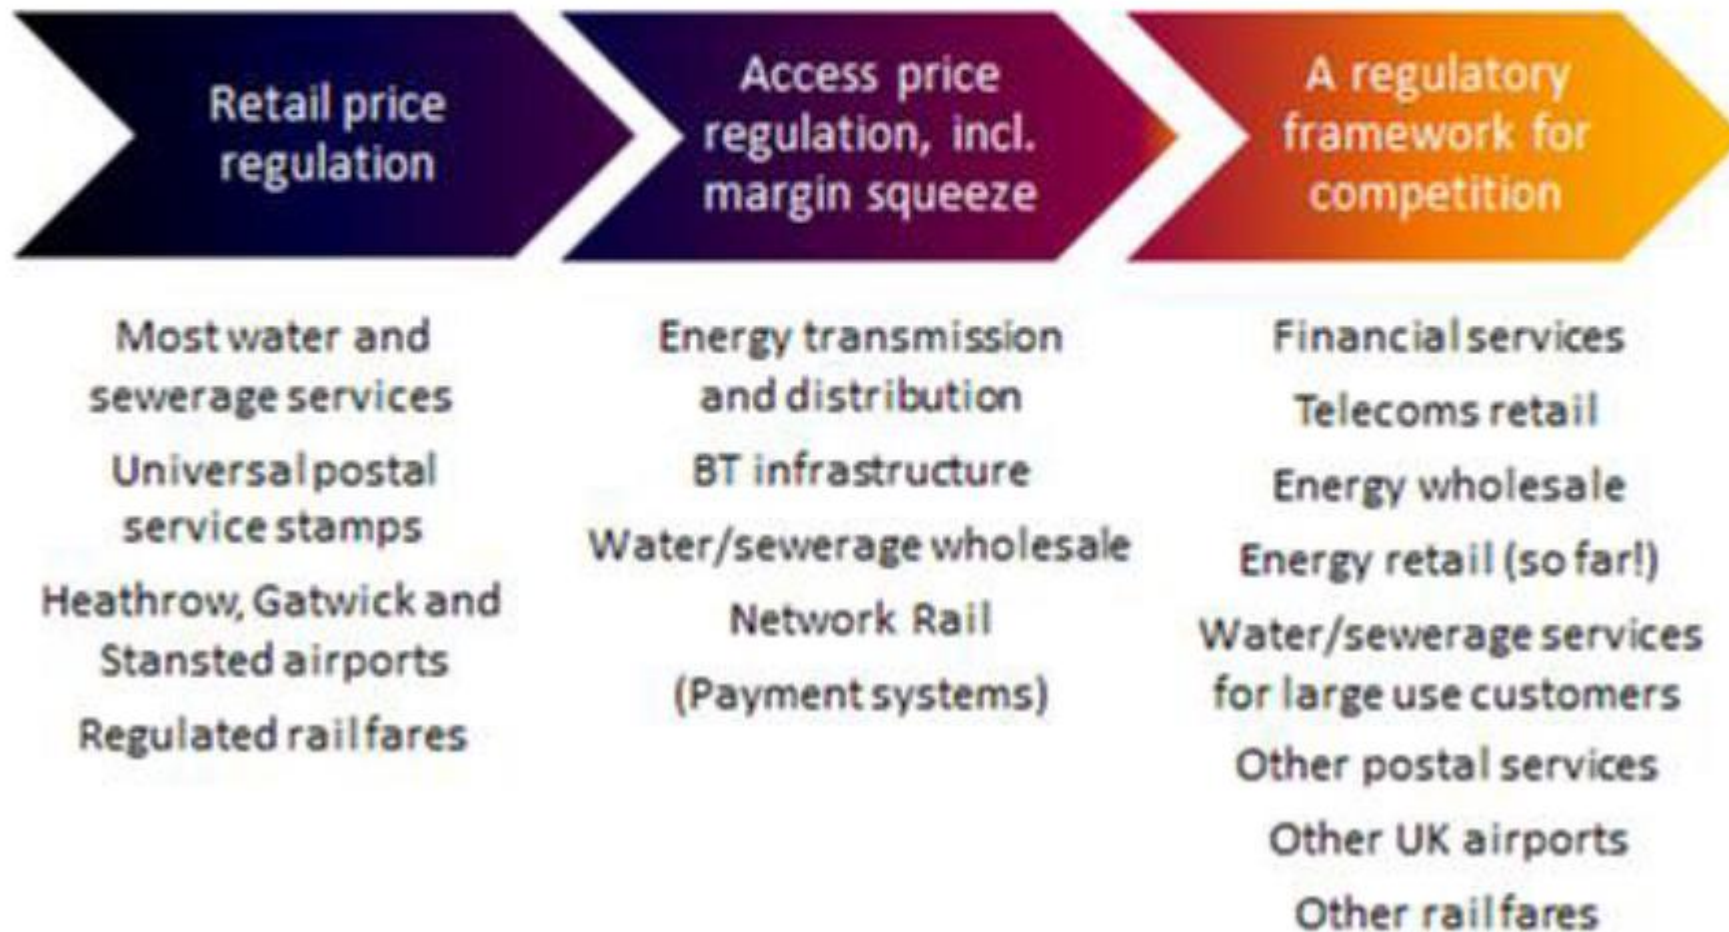 Retail price
regulation
Access price
regulation, incl.
margin squeeze
A regulatory
framework for
competition
Most water and
sewerage services
Universal postal
service stamps
Heathrow, Gatwick and
Stansted airports
Regulated rail fares
Energy transmission
and distribution
BT infrastructure
Water/sewerage wholesale
Network Rail
(Payment systems)
Financial services
Telecoms retail
Energy wholesale
Energy retail (so far!)
Water/sewerage services
for large use customers
Other postal services
Other UK airports
Other rail fares